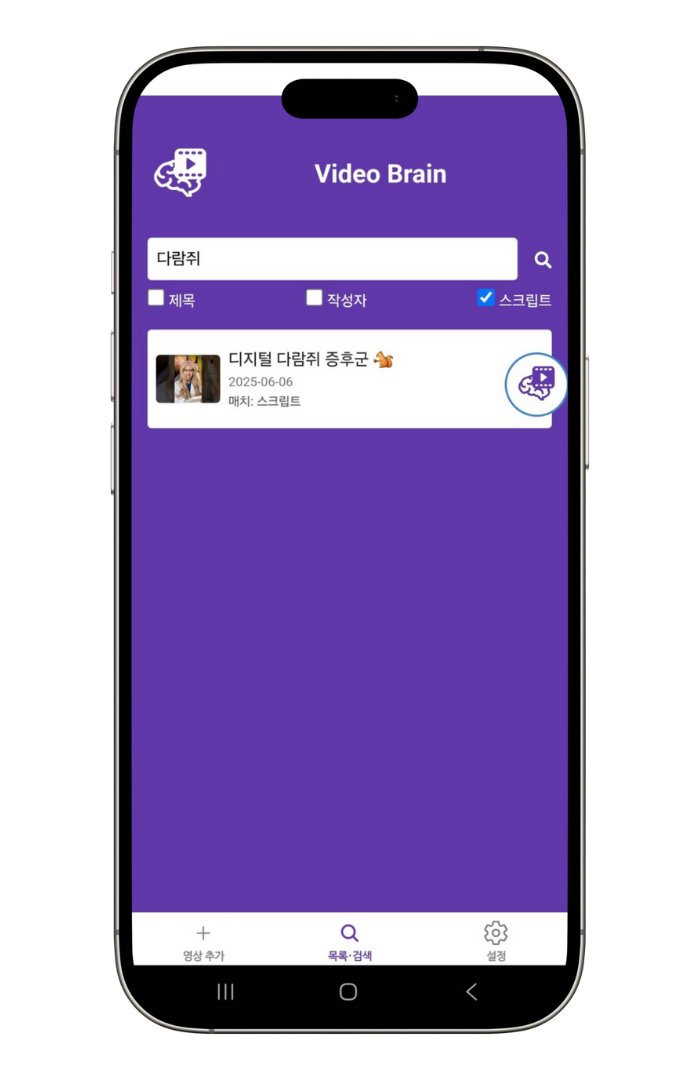 Video Brain
다람쥐
제목
작성자
스크립트
디지털 다람쥐 증후군 🐿️
2025-06-06
매치: 스크립트
영상 추가
목록·검색
설정